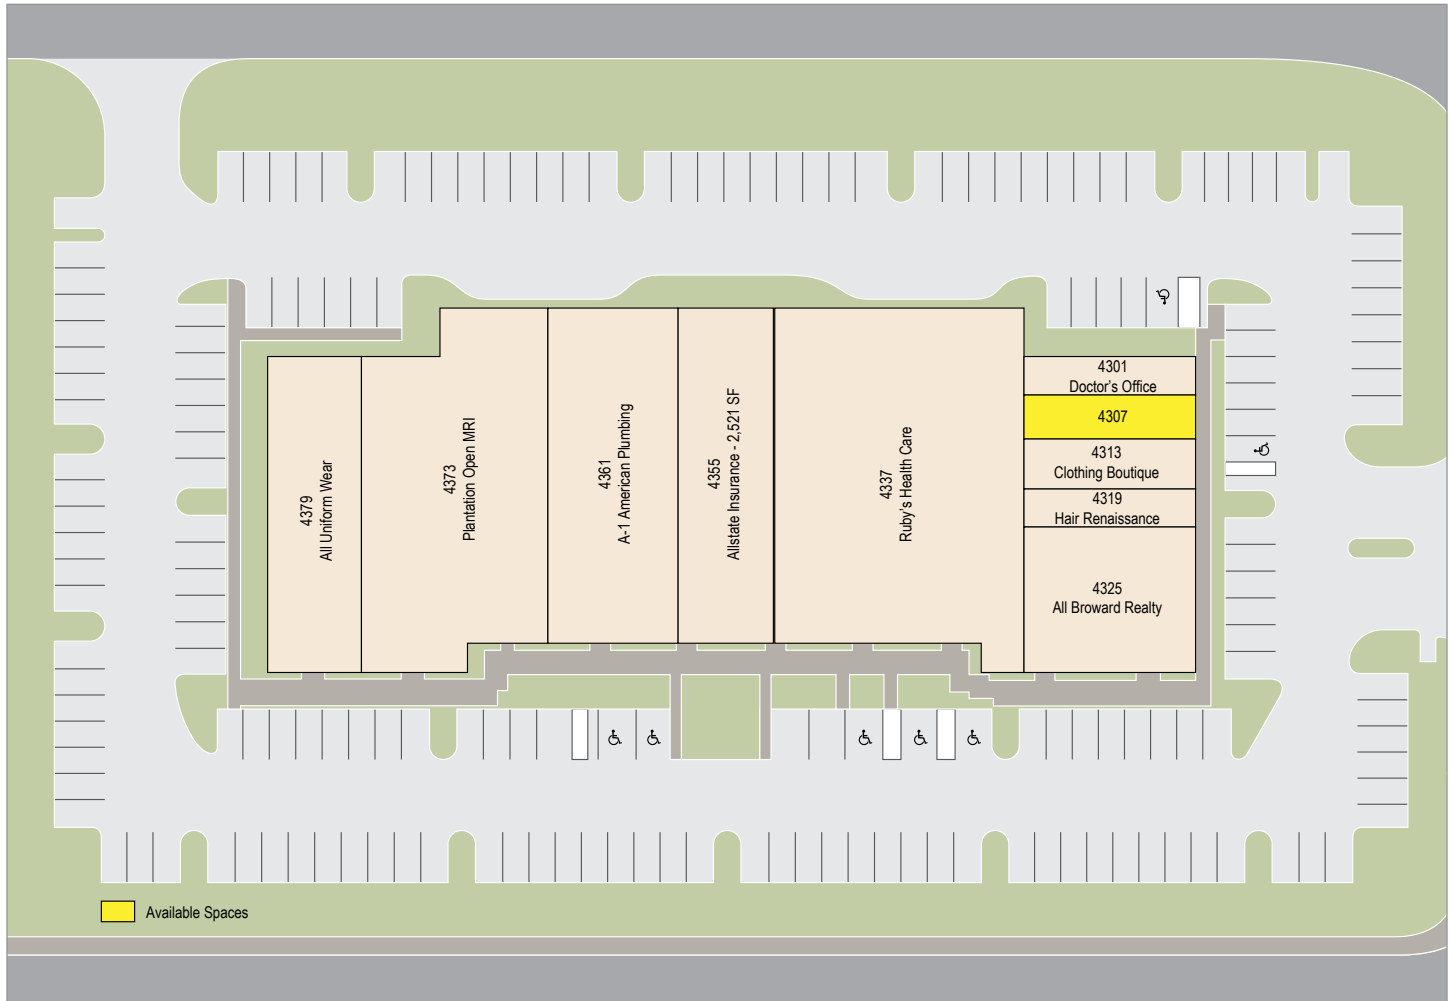 4379
All Uniform Wear
4373
Plantation Open MRI
4361
A-1 American Plumbing
4355
Allstate Insurance - 2,521 SF
4337
Ruby's Health Care
4301
Doctor's Office
4307
4313
Clothing Boutique
4319
Hair Renaissance
4325
All Broward Realty
Available Spaces